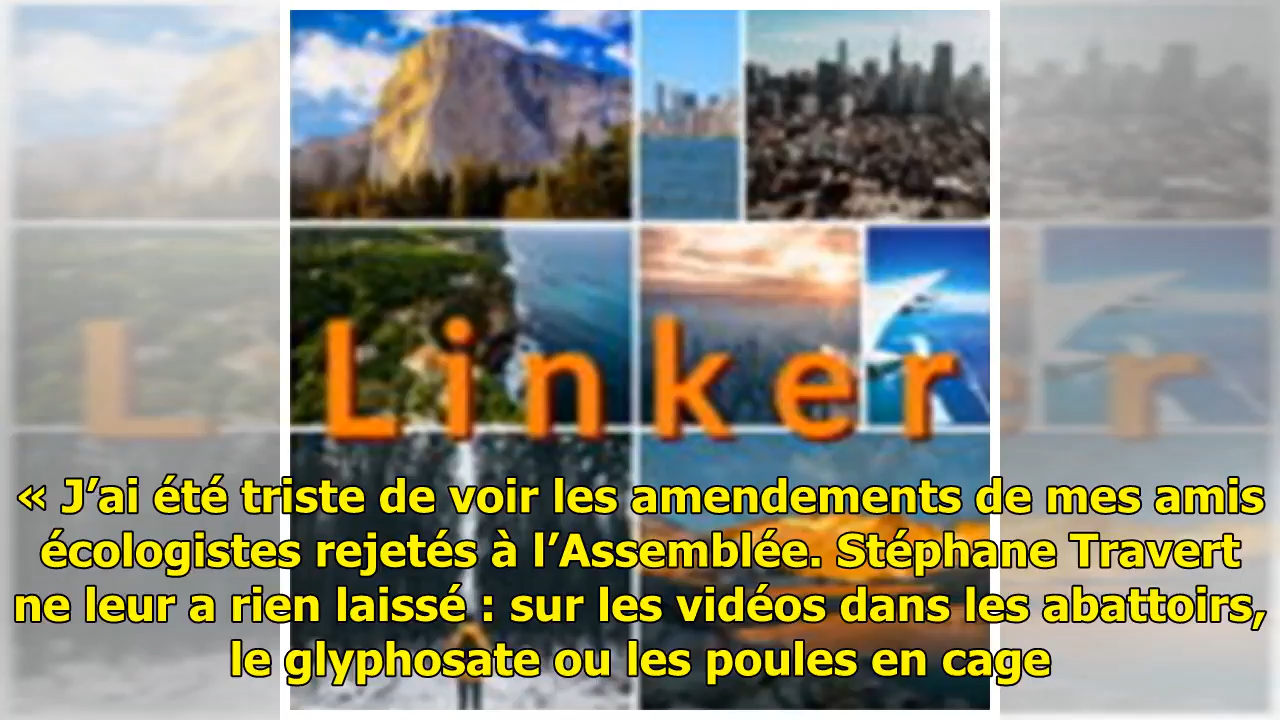 Linker
« J’ai été triste de voir les amendements de mes amis
écologistes rejetés à l’Assemblée. Stéphane Travert
ne leur a rien laissé : sur les vidéos dans les abattoirs,
le glyphosate ou les poules en cage